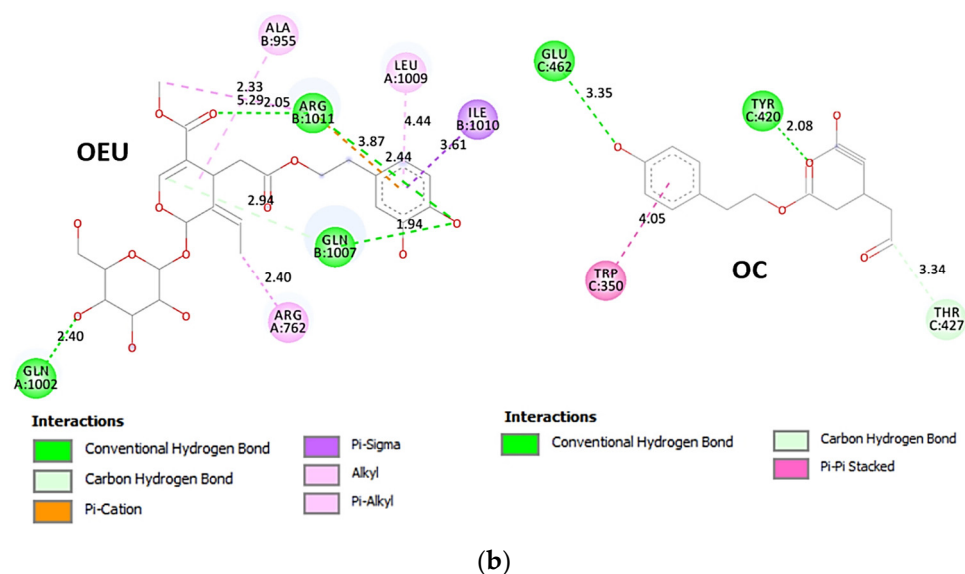 ALA
B:955
LEU
A:1009
2.33
5.29
2.05
ARG
B:1011
ILE
B:1010
4.44
OEU
3.87
3.61
2.44
2.94
1.94
GLN
B:1007
2.40
ARG
A:762
2.40
GLN
A:1002
GLU
C:462
3.35
TYR
C:420
2.08
4.05
OC
TRP
C:350
3.34
THR
C:427
Interactions
Conventional Hydrogen Bond
Carbon Hydrogen Bond
Pi-Cation
Pi-Sigma
Alkyl
Pi-Alkyl
Interactions
Conventional Hydrogen Bond
Carbon Hydrogen Bond
Pi-Pi Stacked
(b)